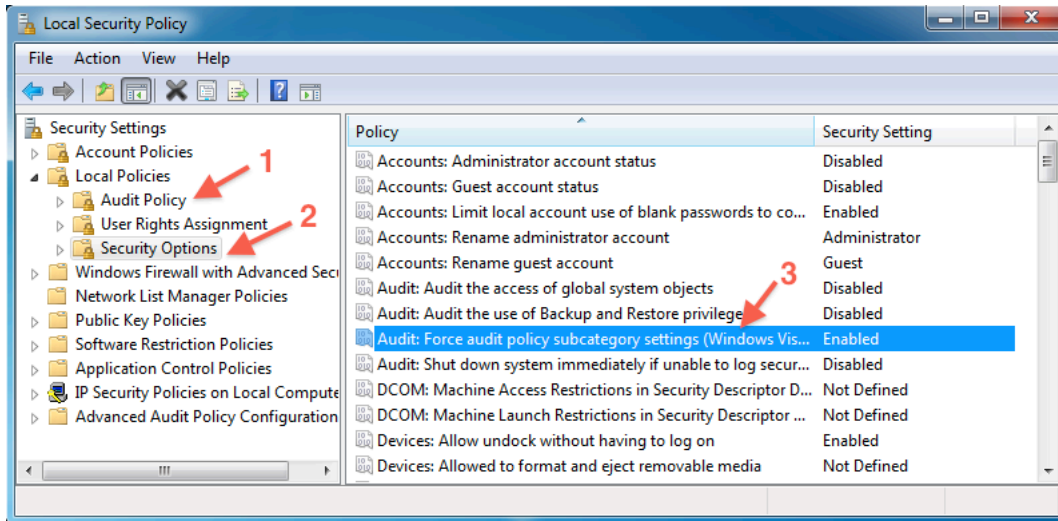 Local Security Policy
File Action View Help
Security Settings
Account Policies
Local Policies
Audit Policy
User Rights Assignment
Security Options
Windows Firewall with Advanced Secu
Network List Manager Policies
Public Key Policies
Software Restriction Policies
Application Control Policies
IP Security Policies on Local Compute
Advanced Audit Policy Configuration
1
2
Policy Security Setting
Accounts: Administrator account status Disabled
Accounts: Guest account status Disabled
Accounts: Limit local account use of blank passwords to co... Enabled
Accounts: Rename administrator account Administrator
Accounts: Rename guest account Guest
Audit: Audit the access of global system objects Disabled
Audit: Audit the use of Backup and Restore privilege Disabled
3
Audit: Force audit policy subcategory settings (Windows Vis... Enabled
Audit: Shut down system immediately if unable to log secur... Disabled
DCOM: Machine Access Restrictions in Security Descriptor D... Not Defined
DCOM: Machine Launch Restrictions in Security Descriptor ... Not Defined
Devices: Allow undock without having to log on Enabled
Devices: Allowed to format and eject removable media Not Defined